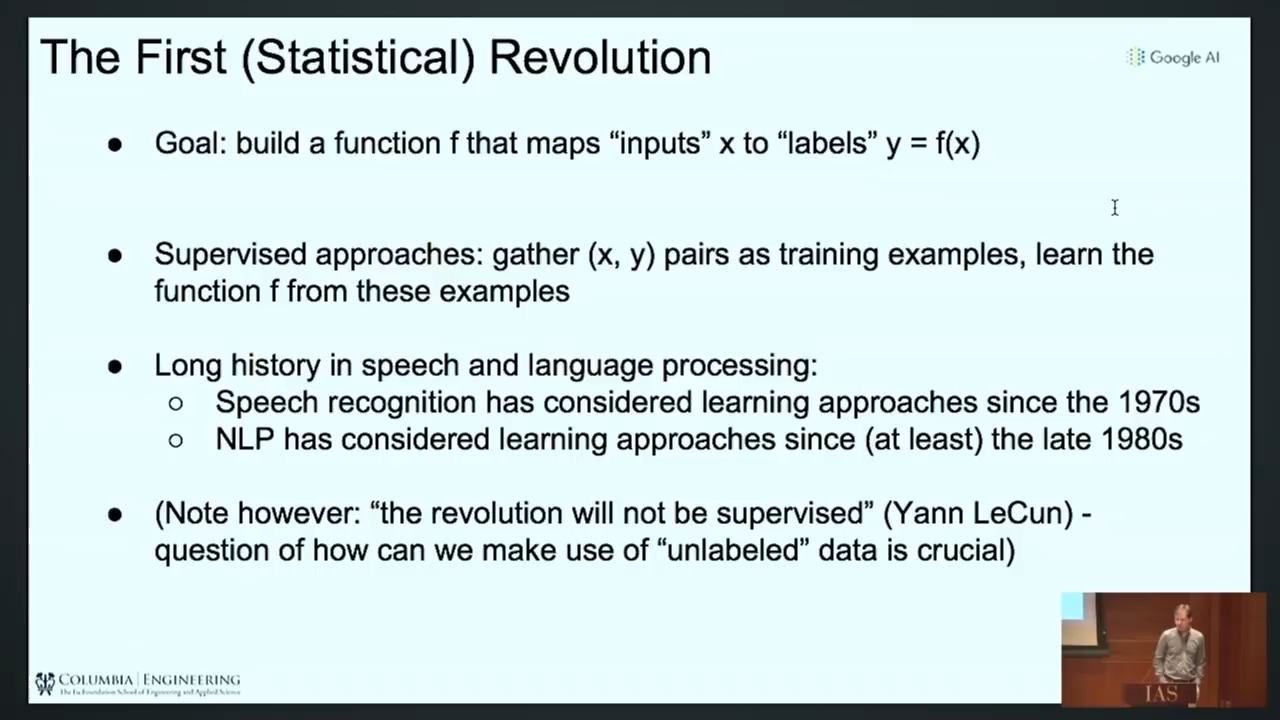 The First (Statistical) Revolution
Google AI
● Goal: build a function f that maps “inputs” x to “labels” y = f(x)
● Supervised approaches: gather (x, y) pairs as training examples, learn the
function f from these examples
● Long history in speech and language processing:
○ Speech recognition has considered learning approaches since the 1970s
○ NLP has considered learning approaches since (at least) the late 1980s
● (Note however: “the revolution will not be supervised” (Yann LeCun) -
question of how can we make use of “unlabeled” data is crucial)
COLUMBIA | ENGINEERING
The Fu Foundation School of Engineering and Applied Science
IAS